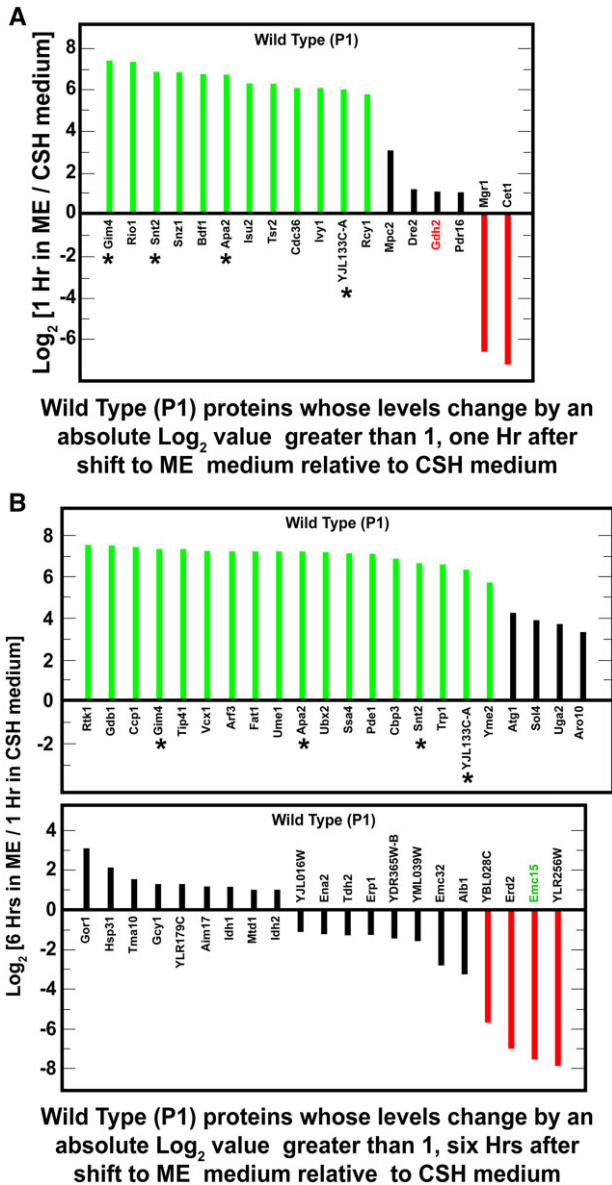 A
Wild Type (P1)
Log2 [1 Hr in ME / CSH medium]
8
6
4
2
0
-2
-4
-6
Gim4
Rio1
Snt2
Snz1
Bdf1
Apa2
Isu2
Tsr2
Cdc36
Ivy1
YJL133C-A
Rcy1
Mpc2
Dre2
Gdh2
Pdr16
Mgr1
Cet1
*
*
*
*
Wild Type (P1) proteins whose levels change by an
absolute Log2 value greater than 1, one Hr after
shift to ME medium relative to CSH medium
B
Wild Type (P1)
Log2 [6 Hrs in ME / 1 Hr in CSH medium]
8
6
4
2
0
-2
Rtk1
Gdb1
Ccp1
Gim4
Tip41
Vcx1
Arf3
Fat1
Ume1
Apa2
Ubx2
Ssa4
Pde1
Cbp3
Snt2
Trp1
YJL133C-A
Yme2
Atg1
Sol4
Uga2
Aro10
*
*
*
*
Wild Type (P1)
4
2
0
-2
-4
-6
-8
Gor1
Hsp31
Tma10
Gcy1
YLR179C
Aim17
Idh1
Mtd1
Idh2
YJL016W
Ena2
Tdh2
Erp1
YDR365W-B
YML039W
Emc32
Alb1
YBL028C
Erd2
Emc15
YLR256W
Wild Type (P1) proteins whose levels change by an
absolute Log2 value greater than 1, six Hrs after
shift to ME medium relative to CSH medium